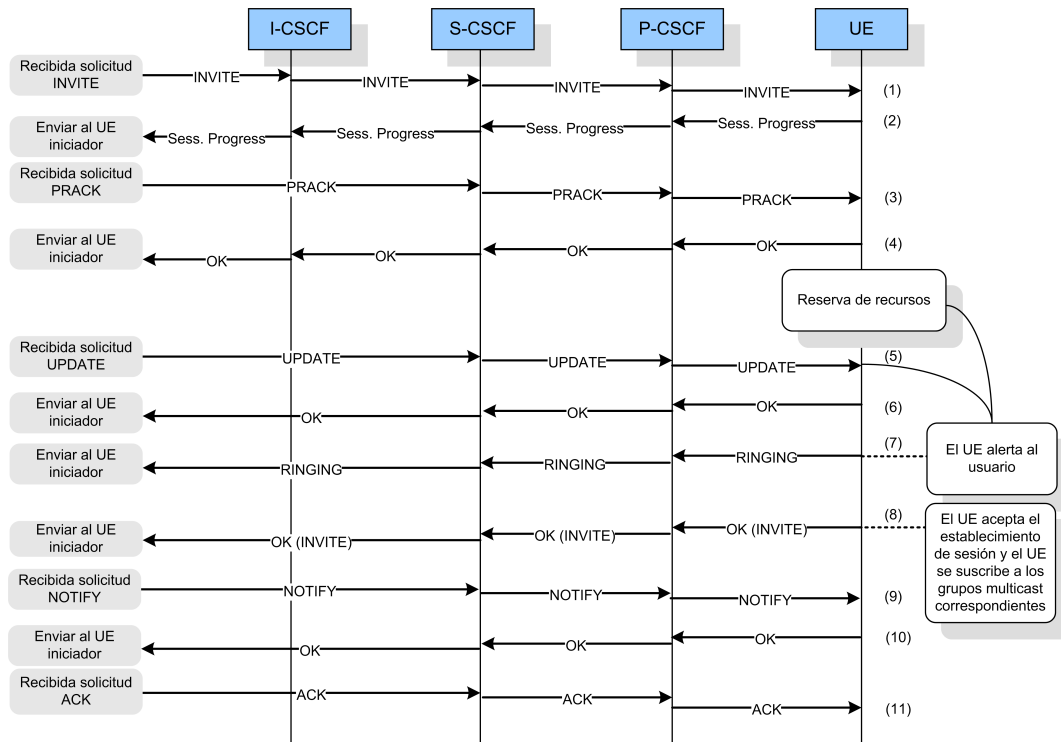 I-CSCF
S-CSCF
P-CSCF
UE
Recibida solicitud
INVITE
INVITE
INVITE
INVITE
INVITE
(1)
Enviar al UE
iniciador
Sess. Progress
Sess. Progress
Sess. Progress
Sess. Progress
(2)
Recibida solicitud
PRACK
PRACK
PRACK
PRACK
(3)
Enviar al UE
iniciador
OK
OK
OK
OK
(4)
Reserva de recursos
Recibida solicitud
UPDATE
UPDATE
UPDATE
UPDATE
(5)
Enviar al UE
iniciador
OK
OK
OK
(6)
Enviar al UE
iniciador
RINGING
RINGING
RINGING
(7)
El UE alerta al
usuario
Enviar al UE
iniciador
OK (INVITE)
OK (INVITE)
OK (INVITE)
(8)
El UE acepta el
establecimiento
de sesión y el UE
se suscribe a los
grupos multicast
correspondientes
Recibida solicitud
NOTIFY
NOTIFY
NOTIFY
NOTIFY
(9)
Enviar al UE
iniciador
OK
OK
OK
(10)
Recibida solicitud
ACK
ACK
ACK
ACK
(11)